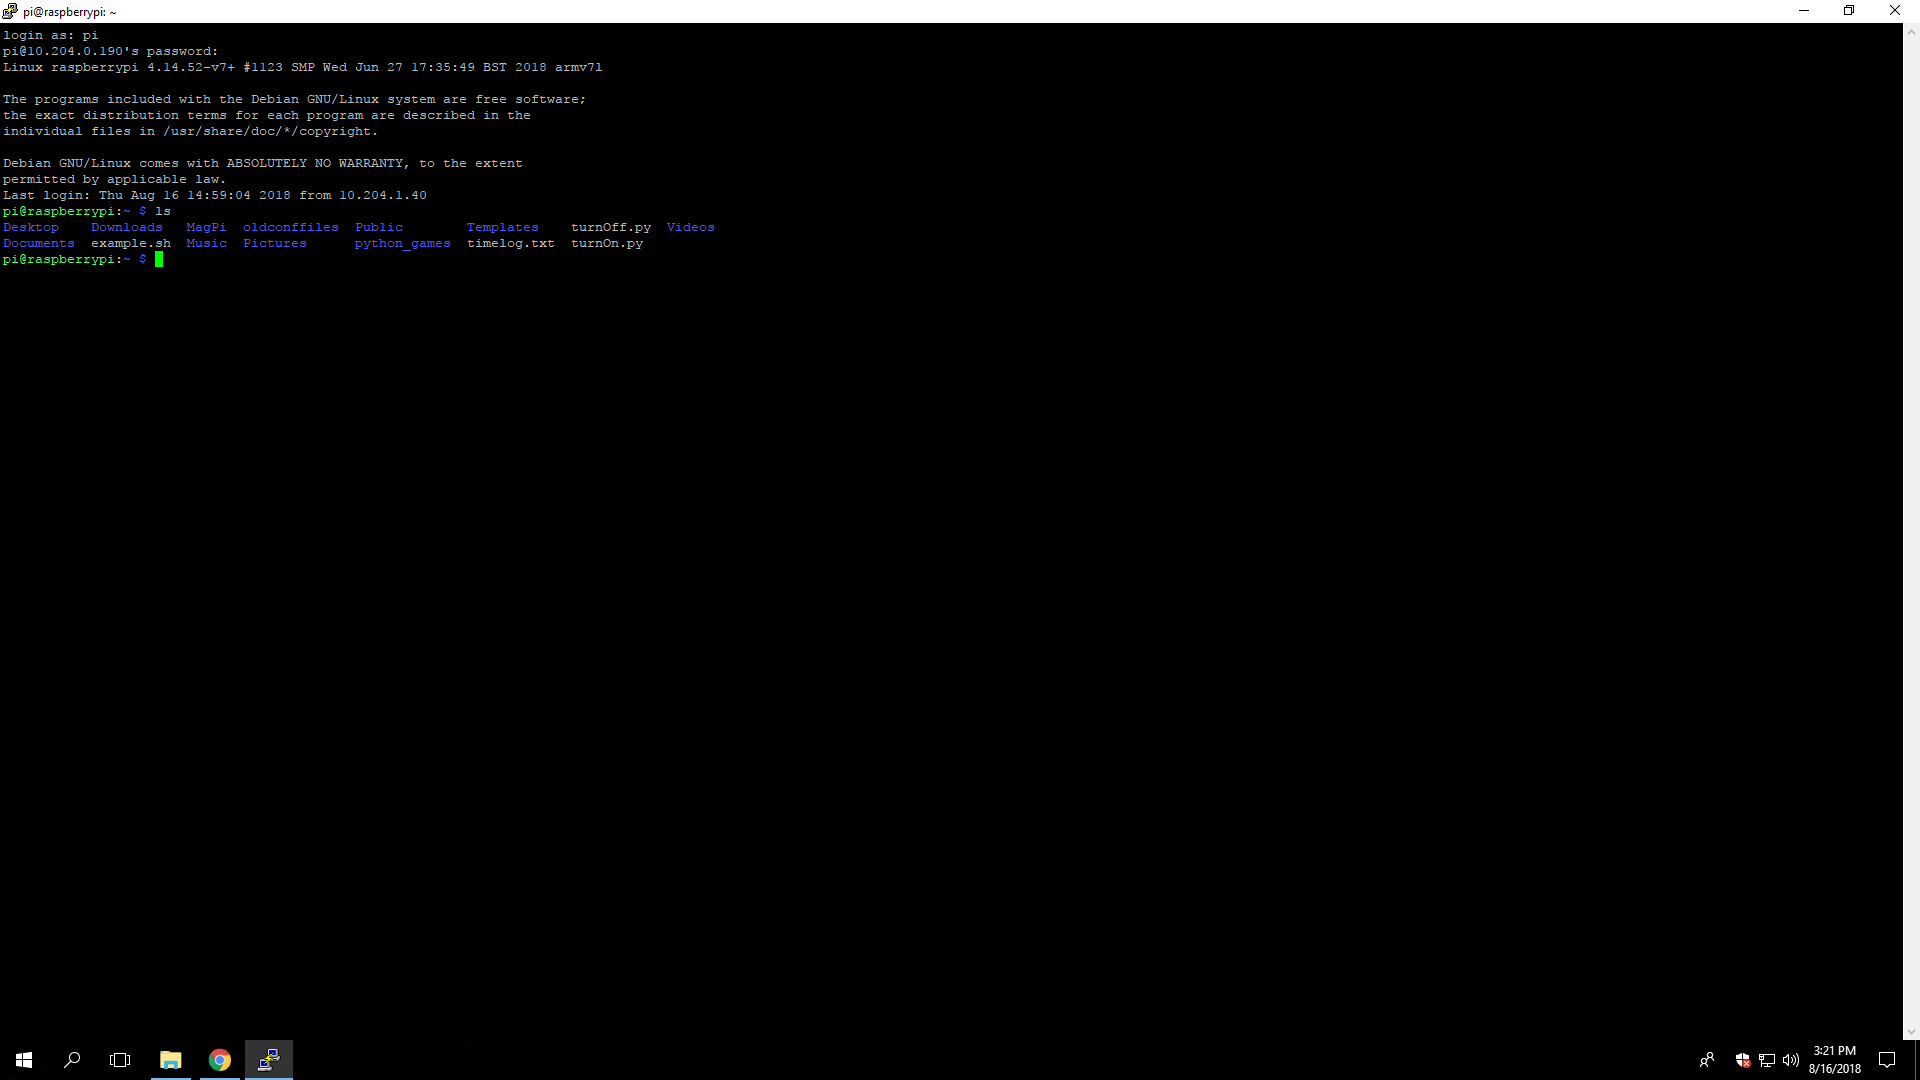 pi@raspberrypi: ~
login as: pi
pi@10.204.0.190's password:
Linux raspberrypi 4.14.52-v7+ #1123 SMP Wed Jun 27 17:35:49 BST 2018 armv7l
The programs included with the Debian GNU/Linux system are free software;
the exact distribution terms for each program are described in the
individual files in /usr/share/doc/*/copyright.
Debian GNU/Linux comes with ABSOLUTELY NO WARRANTY, to the extent
permitted by applicable law.
Last login: Thu Aug 16 14:59:04 2018 from 10.204.1.40
pi@raspberrypi:~ $ ls
Desktop    Downloads   MagPi  oldconffiles  Public        Templates    turnOff.py  Videos
Documents  example.sh  Music  Pictures      python_games  timelog.txt  turnOn.py
pi@raspberrypi:~ $
3:21 PM
8/16/2018